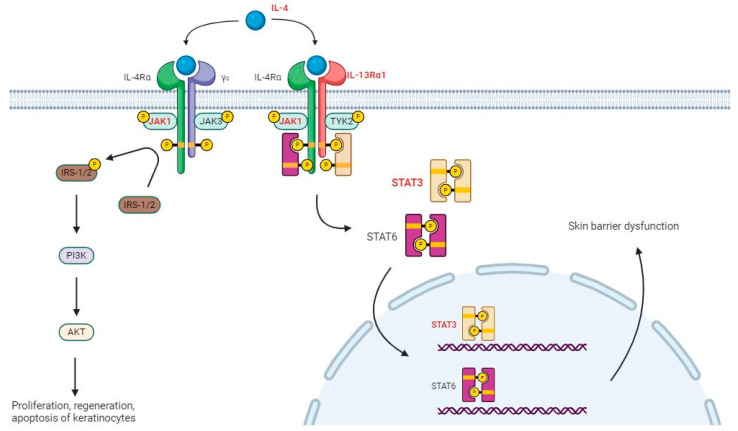 IL-4
IL-4Rα
γc
IL-4Rα
IL-13Rα1
P
JAK1
JAK3
P
P
JAK1
TYK2
P
P
P
P
P
P
P
IRS-1/2
P
IRS-1/2
STAT3
P
P
STAT6
P
P
Skin barrier dysfunction
PI3K
AKT
STAT3
P
P
STAT6
P
P
Proliferation, regeneration,
apoptosis of keratinocytes